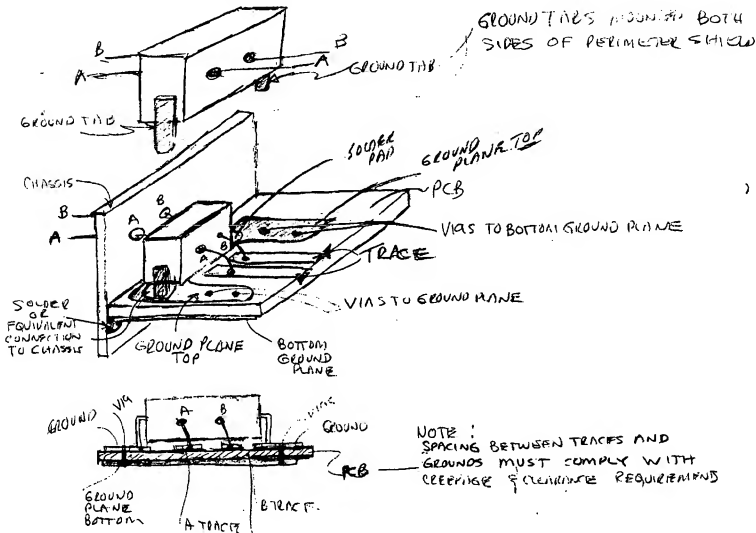 GROUND TABS MOUNTED BOTH
SIDES OF PERIMETER SHIELD
B
A
B
A
GROUND TAB
GROUND TAB
SOLDER
PAD
GROUND
PLANE TOP
CHASSIS
PCB
B
A
A
B
A
B
VIAS TO BOTTOM GROUND PLANE
TRACE
VIAS TO GROUND PLANE
SOLDER
OR
EQUIVALENT
CONNECTION
TO CHASSIS
GROUND PLANE
TOP
BOTTOM
GROUND
PLANE
GROUND
VIA
A
B
GROUND
PCB
GROUND
PLANE
BOTTOM
A TRACE
B TRACE
NOTE:
SPACING BETWEEN TRACES AND
GROUNDS MUST COMPLY WITH
CREEPAGE & CLEARANCE REQUIREMENTS